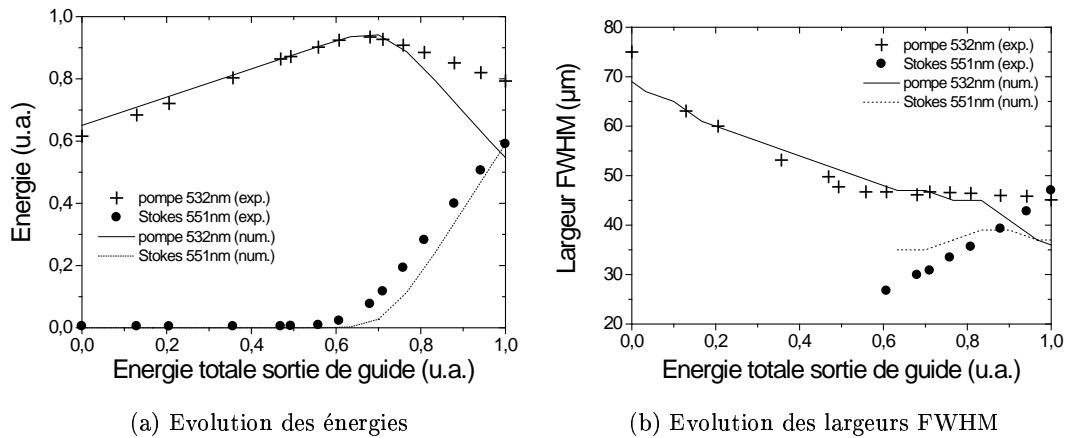 1,0
0,8
0,6
0,4
0,2
0,0
Energie (u.a.)
pompe 532nm (exp.)
Stokes 551nm (exp.)
pompe 532nm (num.)
Stokes 551nm (num.)
0,0 0,2 0,4 0,6 0,8 1,0
Energie totale sortie de guide (u.a.)
(a) Evolution des énergies
80
70
60
50
40
30
20
Largeur FWHM (µm)
pompe 532nm (exp.)
Stokes 551nm (exp.)
pompe 532nm (num.)
Stokes 551nm (num.)
0,0 0,2 0,4 0,6 0,8 1,0
Energie totale sortie de guide (u.a.)
(b) Evolution des largeurs FWHM